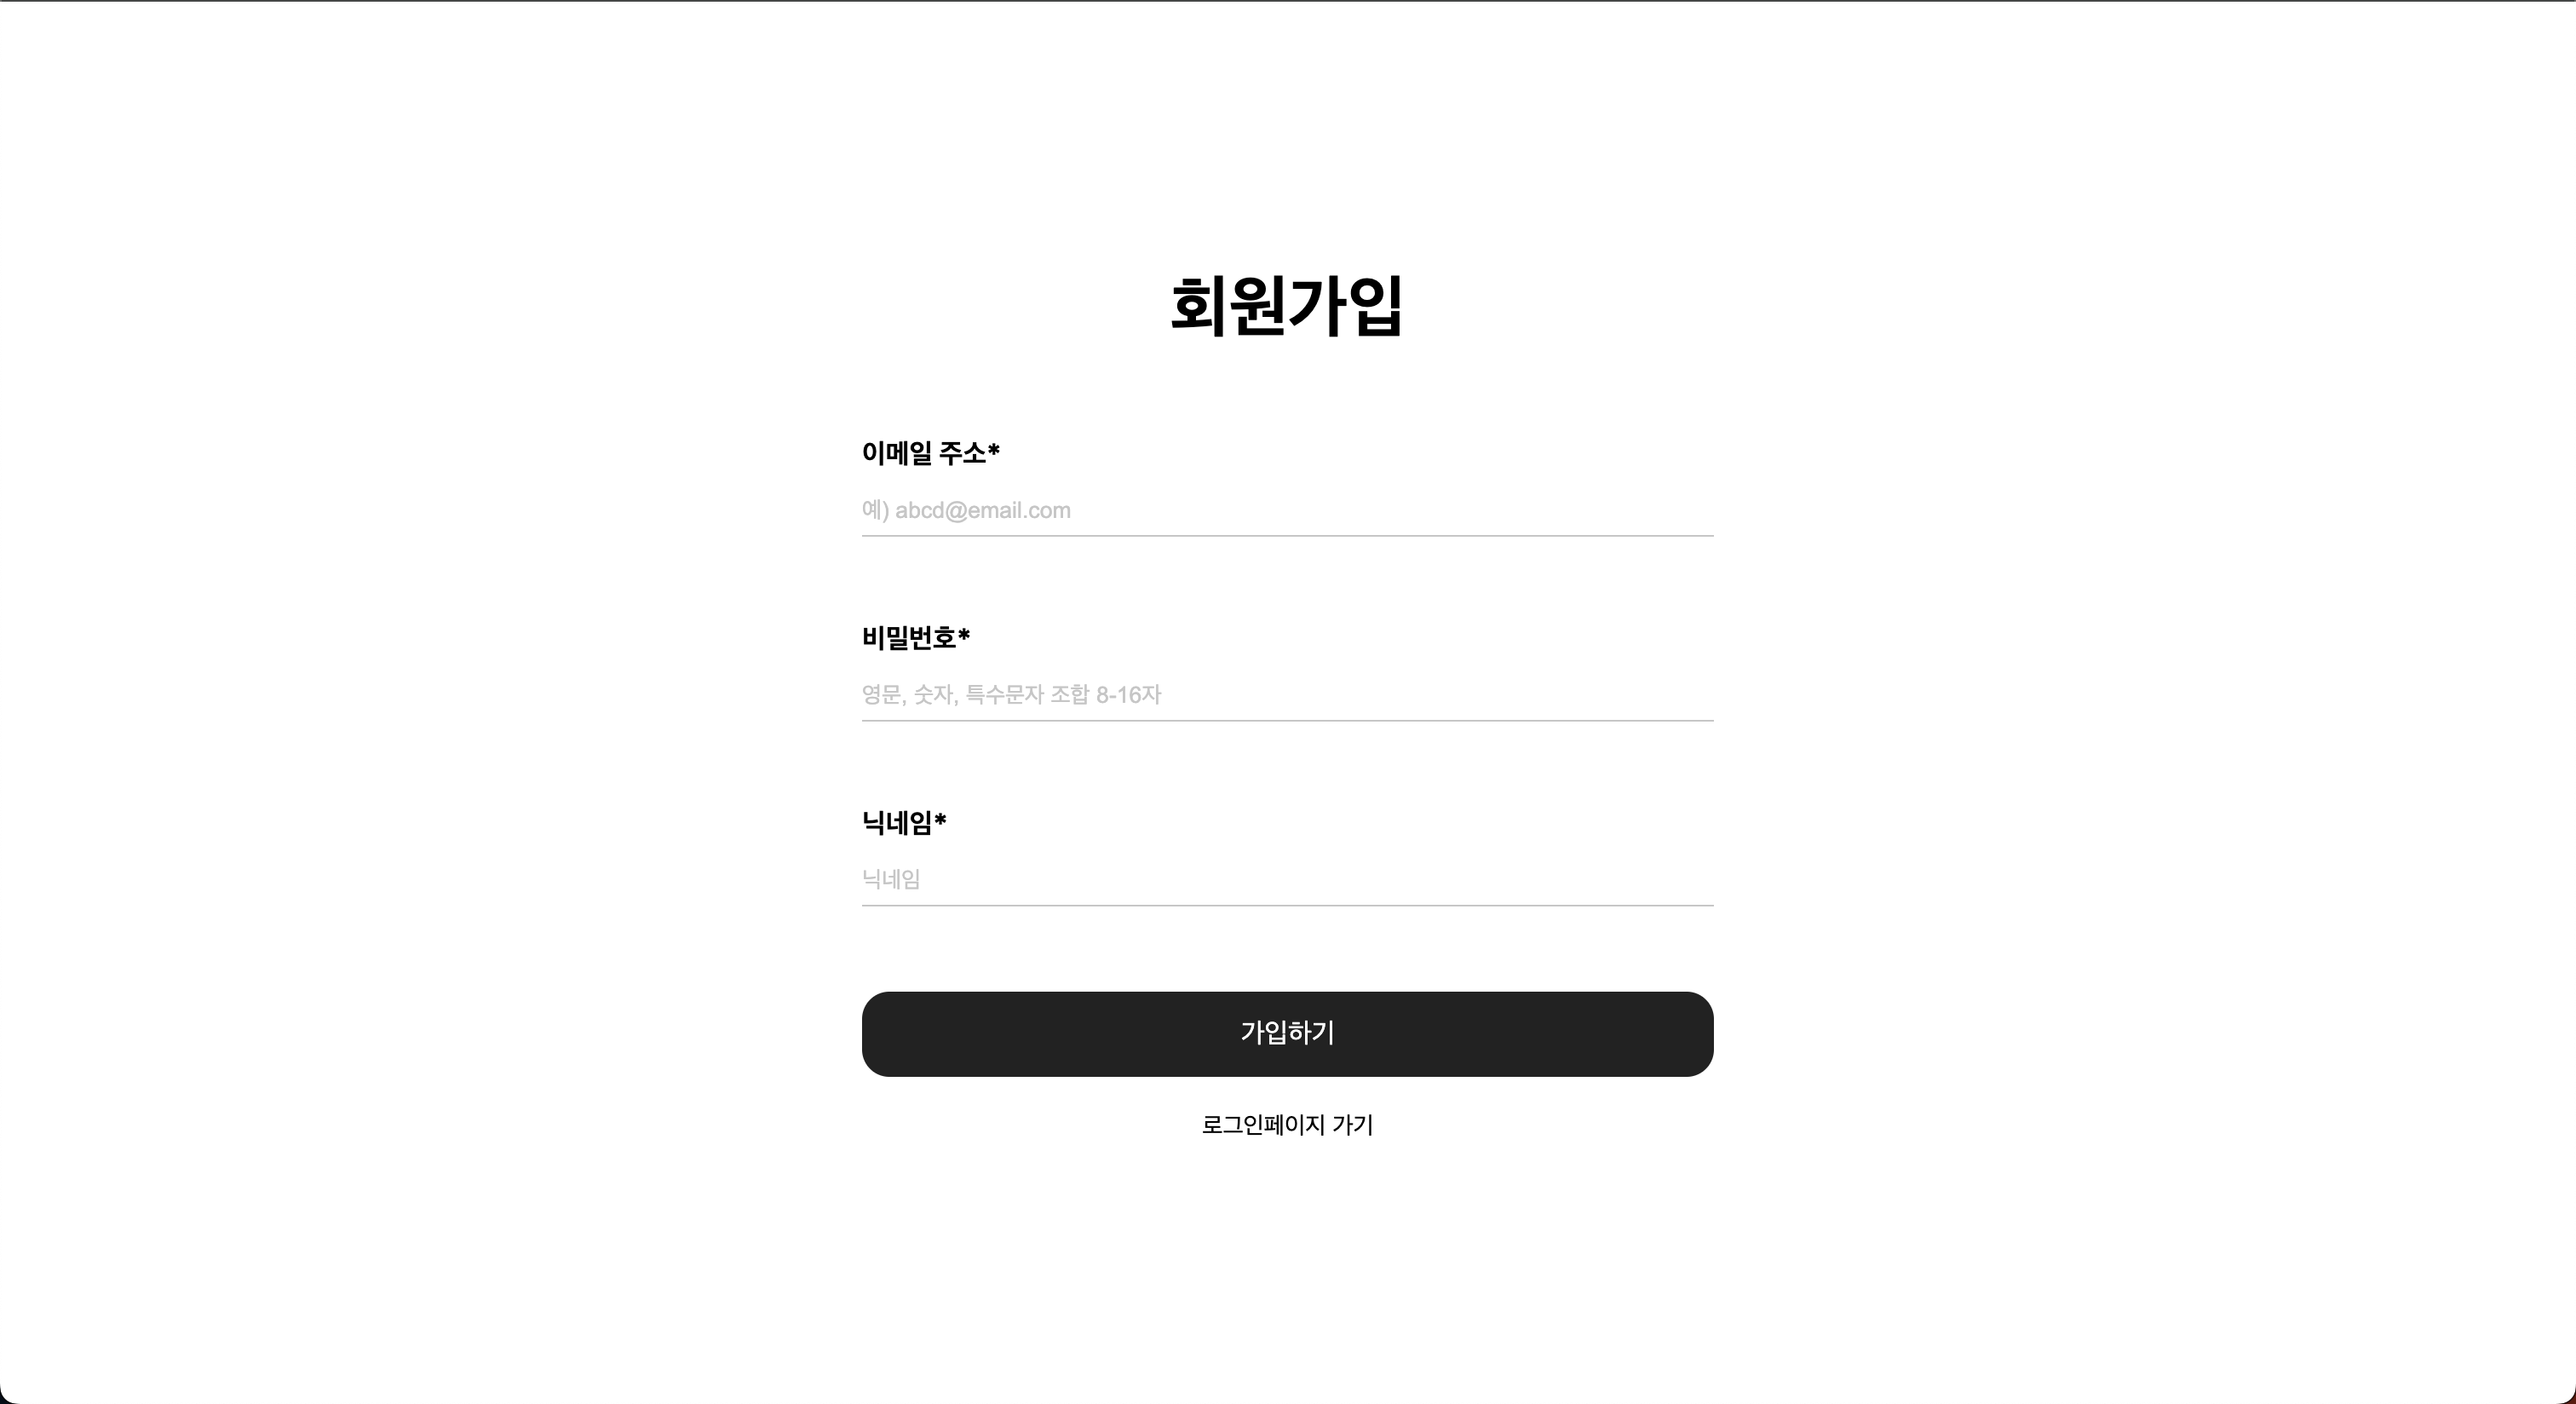 회원가입
이메일 주소*
예) abcd@email.com
비밀번호*
영문, 숫자, 특수문자 조합 8-16자
닉네임*
닉네임
가입하기
로그인페이지 가기